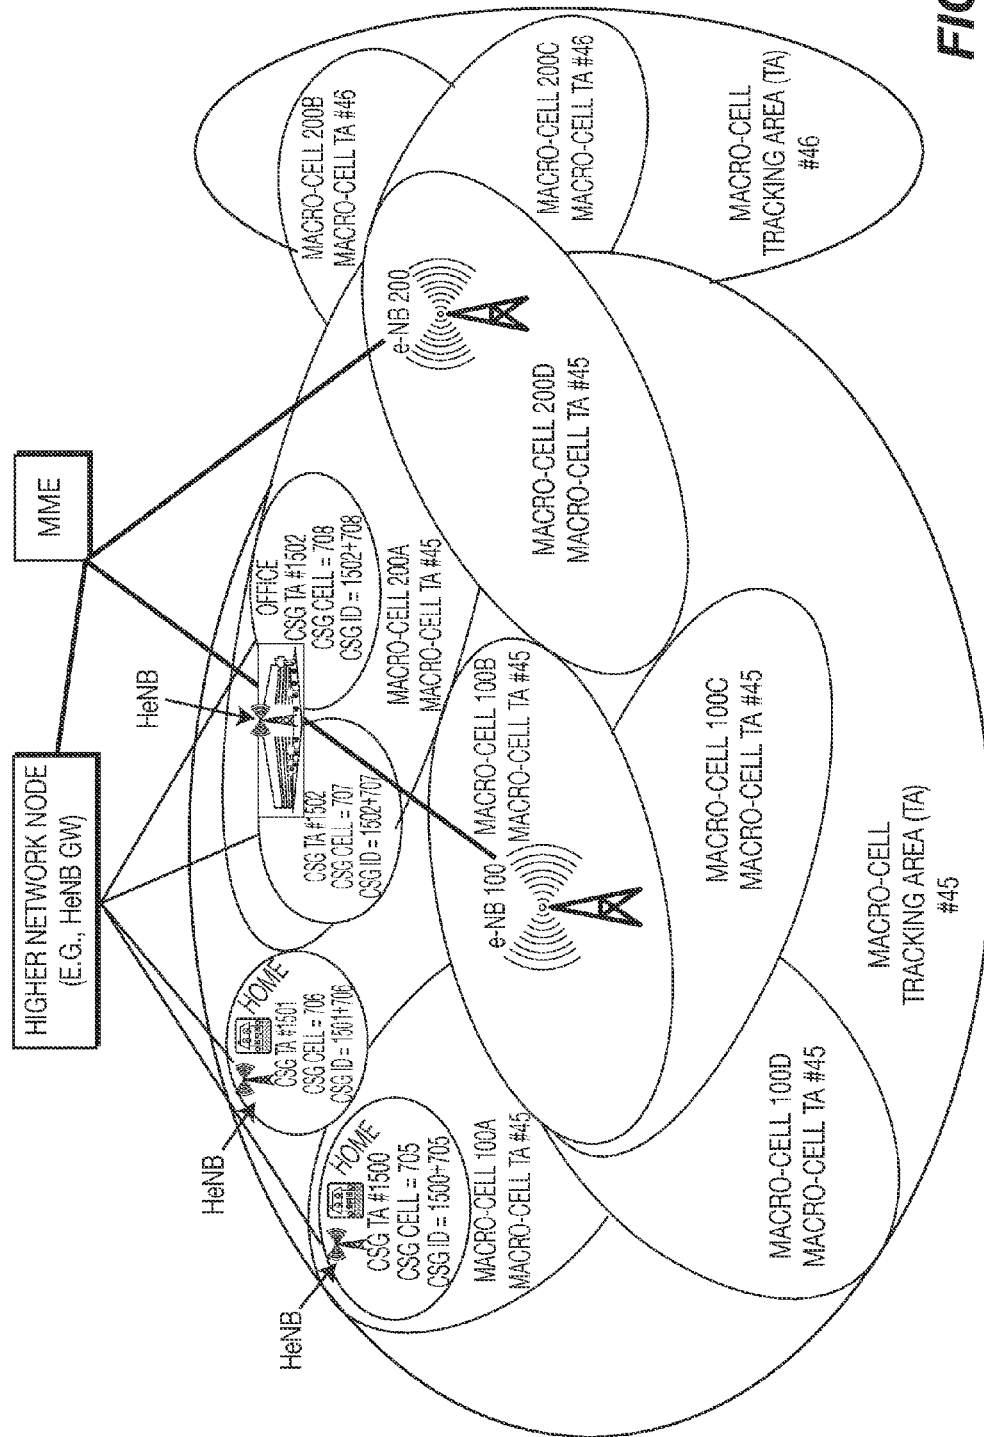 HIGHER NETWORK NODE
(E.G., HeNB GW)
MME
HeNB
HeNB
HeNB
HOME
CSG TA #1500
CSG CELL = 705
CSG ID = 1500+705
HOME
CSG TA #1501
CSG CELL = 706
CSG ID = 1501+706
CSG TA #1502
CSG CELL = 707
CSG ID = 1502+707
OFFICE
CSG TA #1502
CSG CELL = 708
CSG ID = 1502+708
MACRO-CELL 100A
MACRO-CELL TA #45
MACRO-CELL 200A
MACRO-CELL TA #45
MACRO-CELL 200B
MACRO-CELL TA #46
e-NB 100
MACRO-CELL 100B
MACRO-CELL TA #45
e-NB 200
MACRO-CELL 200D
MACRO-CELL TA #45
MACRO-CELL 200C
MACRO-CELL TA #46
MACRO-CELL 100C
MACRO-CELL TA #45
MACRO-CELL 100D
MACRO-CELL TA #45
MACRO-CELL
TRACKING AREA (TA)
#45
MACRO-CELL
TRACKING AREA (TA)
#46